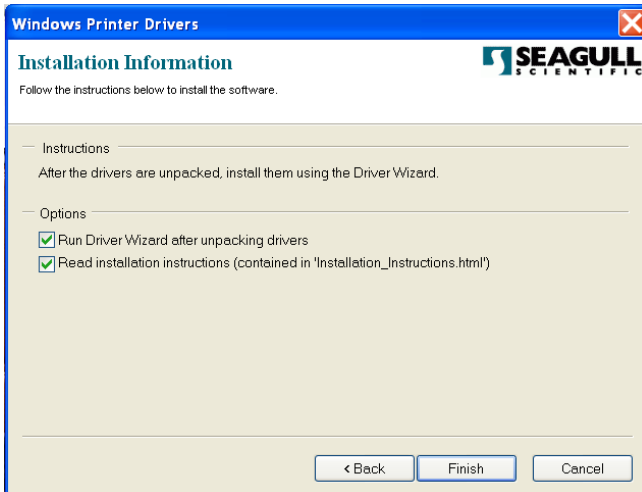 Windows Printer Drivers
Installation Information
Follow the instructions below to install the software.
SEAGULL
SCIENTIFIC
Instructions
After the drivers are unpacked, install them using the Driver Wizard.
Options
Run Driver Wizard after unpacking drivers
Read installation instructions (contained in 'Installation_Instructions.html')
< Back
Finish
Cancel